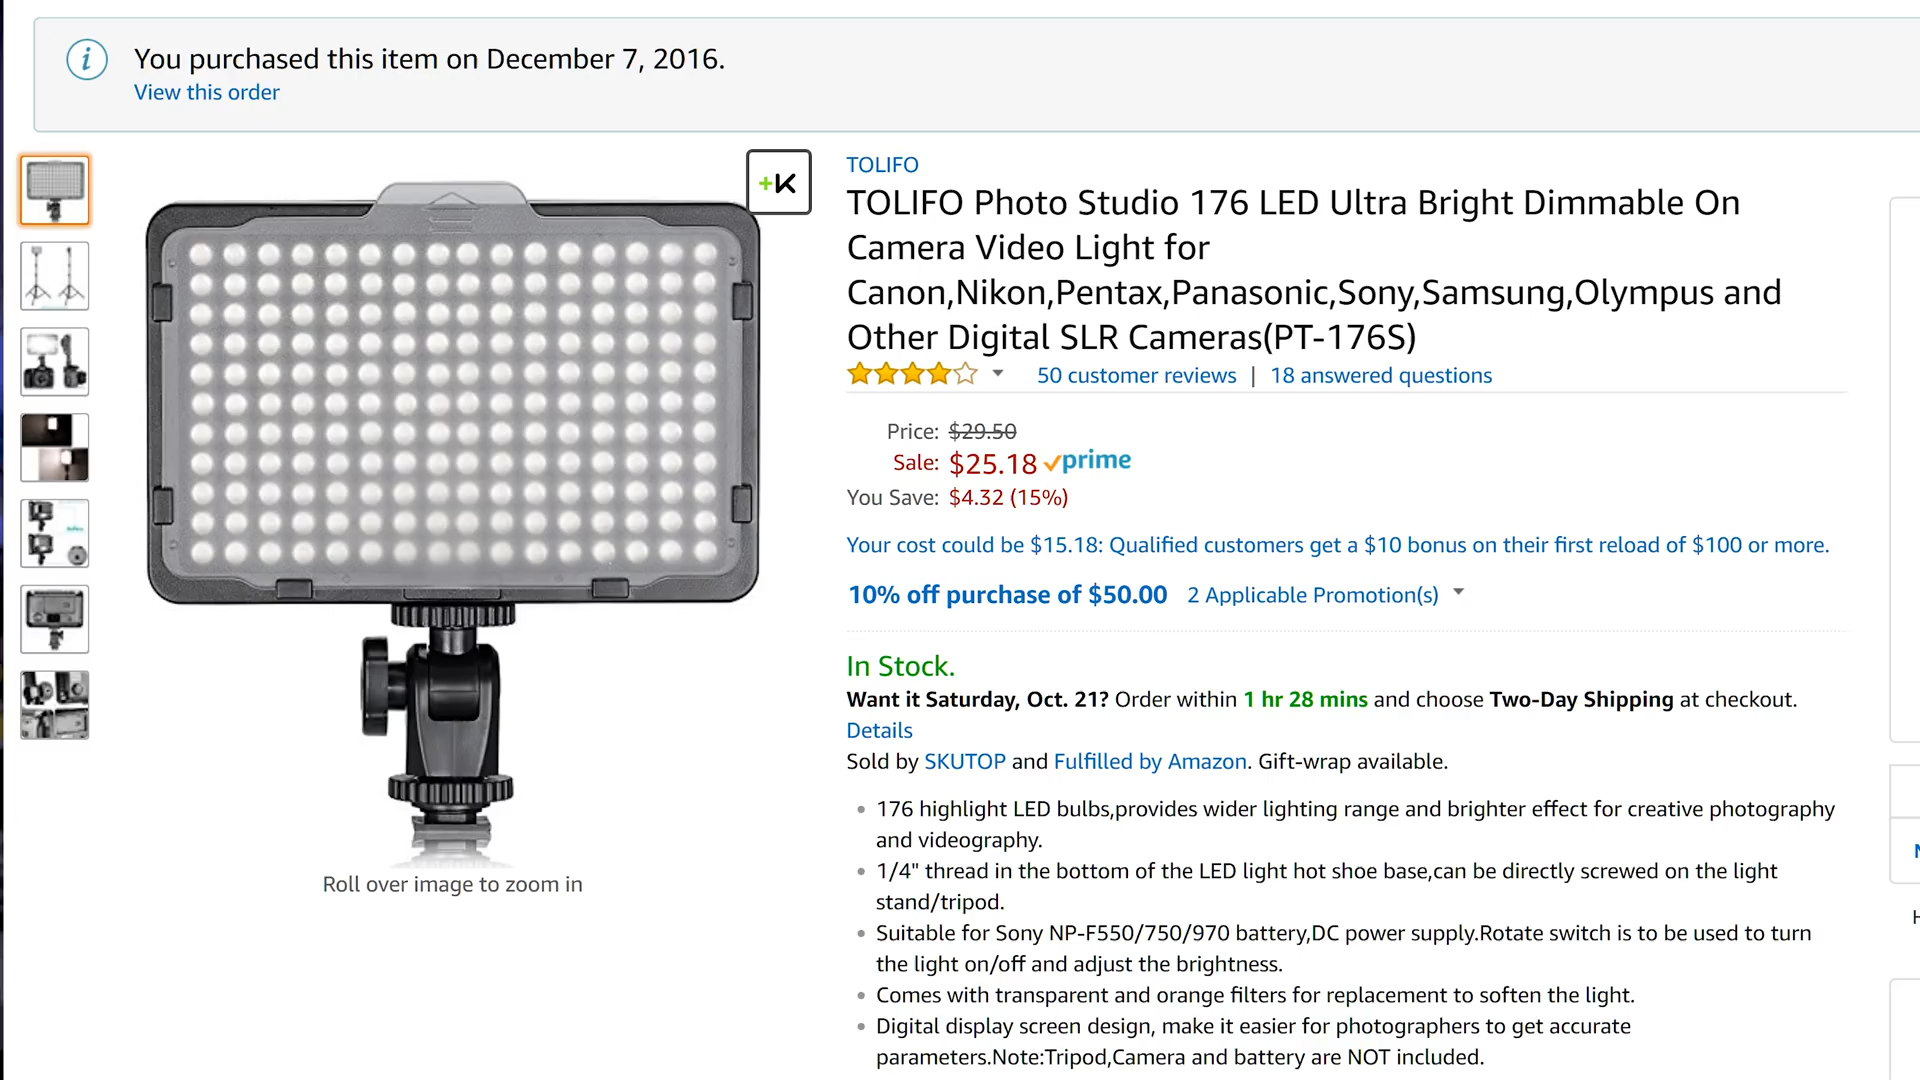 You purchased this item on December 7, 2016.
View this order
+K
TOLIFO
TOLIFO Photo Studio 176 LED Ultra Bright Dimmable On
Camera Video Light for
Canon,Nikon,Pentax,Panasonic,Sony,Samsung,Olympus and
Other Digital SLR Cameras(PT-176S)
50 customer reviews | 18 answered questions
Price: $29.50
Sale: $25.18 prime
You Save: $4.32 (15%)
Your cost could be $15.18: Qualified customers get a $10 bonus on their first reload of $100 or more.
10% off purchase of $50.00 2 Applicable Promotion(s)
In Stock.
Want it Saturday, Oct. 21? Order within 1 hr 28 mins and choose Two-Day Shipping at checkout.
Details
Sold by SKUTOP and Fulfilled by Amazon. Gift-wrap available.
176 highlight LED bulbs,provides wider lighting range and brighter effect for creative photography
and videography.
1/4" thread in the bottom of the LED light hot shoe base,can be directly screwed on the light
stand/tripod.
Suitable for Sony NP-F550/750/970 battery,DC power supply.Rotate switch is to be used to turn
the light on/off and adjust the brightness.
Comes with transparent and orange filters for replacement to soften the light.
Digital display screen design, make it easier for photographers to get accurate
parameters.Note:Tripod,Camera and battery are NOT included.
Roll over image to zoom in